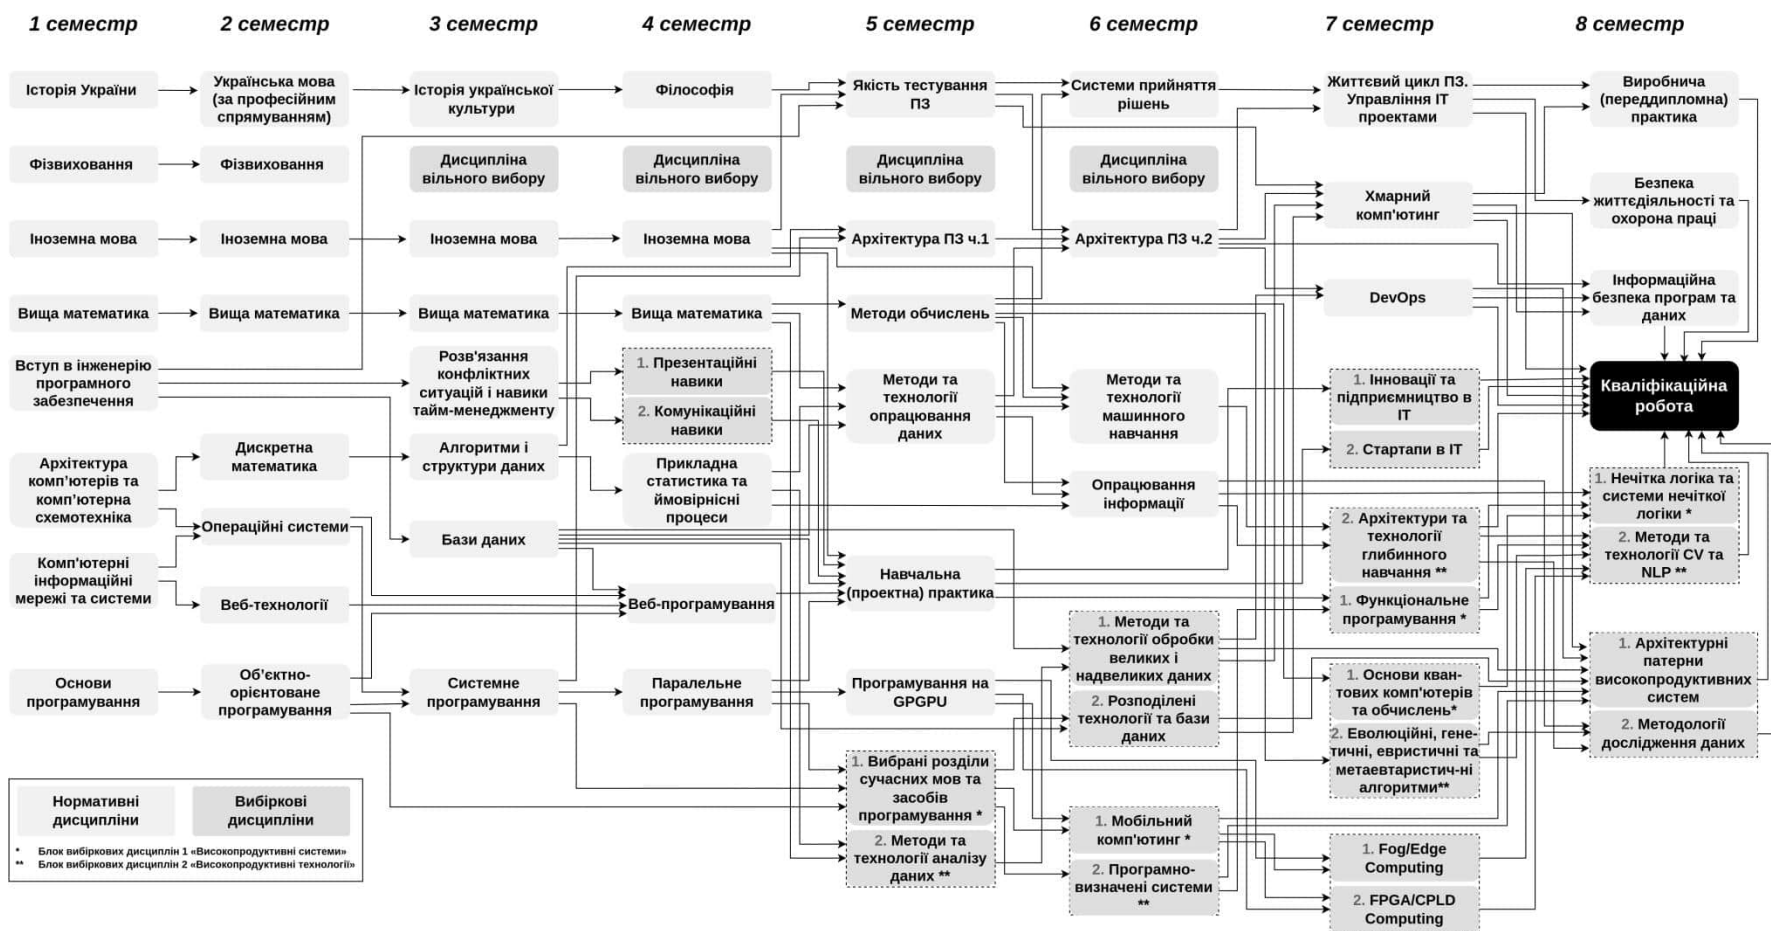 1 семестр
2 семестр
3 семестр
4 семестр
5 семестр
6 семестр
7 семестр
8 семестр
Історія України
Фізвиховання
Іноземна мова
Вища математика
Вступ в інженерію
програмного
забезпечення
Архітектура
комп'ютерів та
комп'ютерна
схемотехніка
Комп'ютерні
інформаційні
мережі та системи
Основи
програмування
Українська мова
(за професійним
спрямуванням)
Фізвиховання
Іноземна мова
Вища математика
Дискретна
математика
Операційні системи
Веб-технології
Об'єктно-
орієнтоване
програмування
Історія української
культури
Дисципліна
вільного вибору
Іноземна мова
Вища математика
Розв'язання
конфліктних
ситуацій і навики
тайм-менеджменту
Алгоритми і
структури даних
Бази даних
Системне
програмування
Філософія
Дисципліна
вільного вибору
Іноземна мова
Вища математика
1. Презентаційні
навики
2. Комунікаційні
навики
Прикладна
статистика та
ймовірнісні
процеси
Веб-програмування
Паралельне
програмування
Якість тестування
ПЗ
Дисципліна
вільного вибору
Архітектура ПЗ ч.1
Методи обчислень
Методи та
технології
опрацювання
даних
Навчальна
(проектна) практика
Програмування на
GPGPU
1. Вибрані розділи
сучасних мов та
засобів
програмування *
2. Методи та
технології аналізу
даних **
Системи прийняття
рішень
Дисципліна
вільного вибору
Архітектура ПЗ ч.2
Методи та
технології
машинного
навчання
Опрацювання
інформації
1. Методи та
технології обробки
великих і
надвеликих даних
2. Розподілені
технології та бази
даних
1. Мобільний
комп'ютинг *
2. Програмно-
визначені системи
**
Життєвий цикл ПЗ.
Управління ІТ
проектами
Хмарний
комп'ютинг
DevOps
1. Інновації та
підприємництво в
ІТ
2. Стартапи в ІТ
2. Архітектури та
технології
глибинного
навчання **
1. Функціональне
програмування *
1. Основи кван-
тових комп'ютерів
та обчислень*
2. Еволюційні, гене-
тичні, евристичні та
метаевтаристич-ні
алгоритми**
1. Fog/Edge
Computing
2. FPGA/CPLD
Computing
Виробнича
(переддипломна)
практика
Безпека
життєдіяльності та
охорона праці
Інформаційна
безпека програм та
даних
Кваліфікаційна
робота
1. Нечітка логіка та
системи нечіткої
логіки *
2. Методи та
технології CV та
NLP **
1. Архітектурні
патерни
високопродуктивних
систем
2. Методології
дослідження даних
Нормативні
дисципліни
Вибіркові
дисципліни
* Блок вибіркових дисциплін 1 «Високопродуктивні системи»
** Блок вибіркових дисциплін 2 «Високопродуктивні технології»